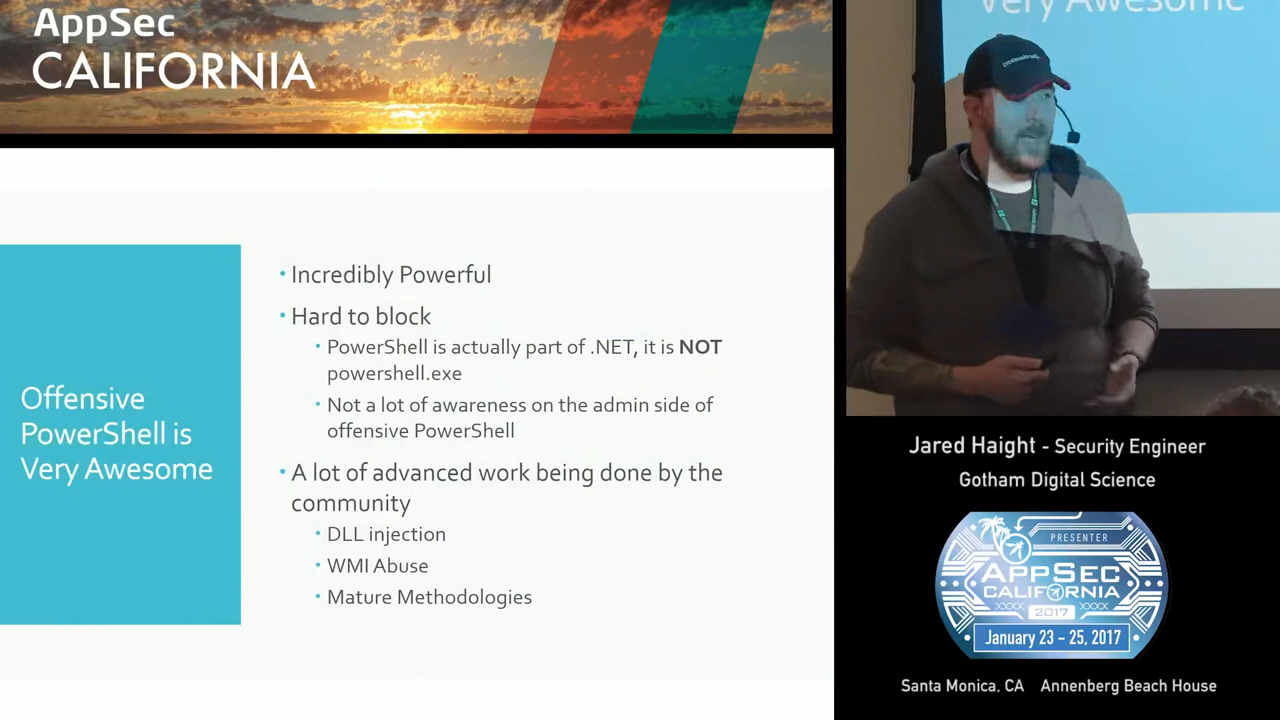 AppSec
CALIFORNIA
Very Awesome
Offensive
PowerShell is
Very Awesome
• Incredibly Powerful
• Hard to block
• PowerShell is actually part of .NET, it is NOT
powershell.exe
• Not a lot of awareness on the admin side of
offensive PowerShell
• A lot of advanced work being done by the
community
• DLL injection
• WMI Abuse
• Mature Methodologies
Jared Haight - Security Engineer
Gotham Digital Science
PRESENTER
APPSEC
CALIFORNIA
XXXX 2017 XXXX
January 23 - 25, 2017
Santa Monica, CA Annenberg Beach House